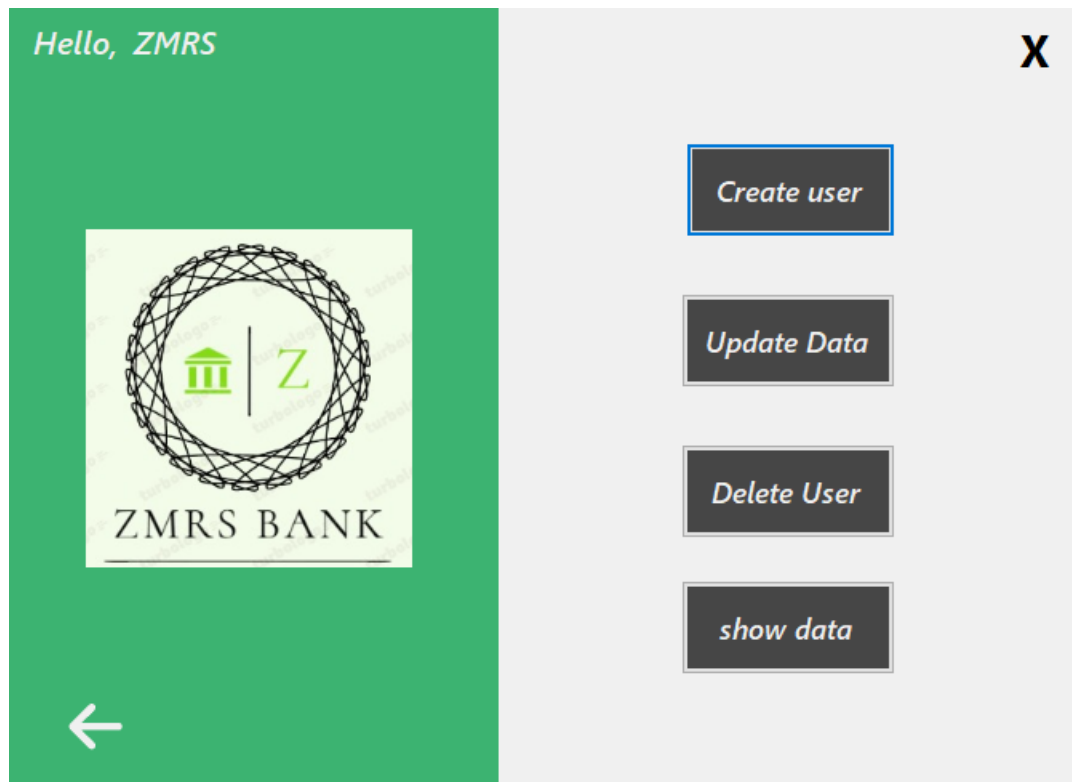 Hello, ZMRS
X
Create user
Update Data
Z
Delete User
ZMRS BANK
show data